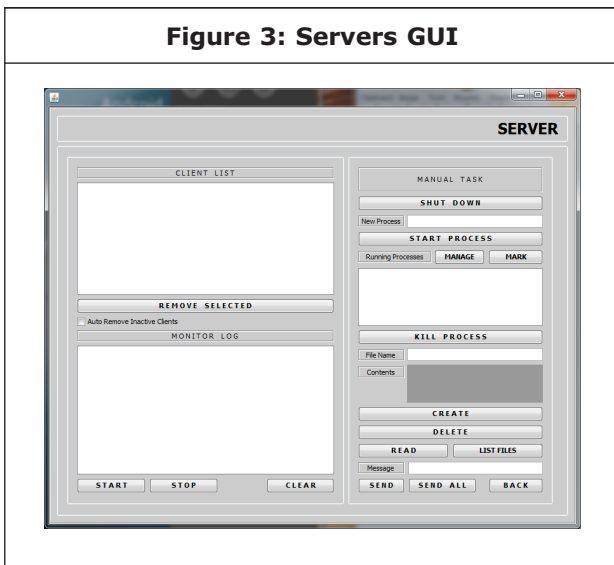 Figure 3: Servers GUI
SERVER
CLIENT LIST
REMOVE SELECTED
Auto Remove Inactive Clients
MONITOR LOG
START STOP CLEAR
MANUAL TASK
SHUT DOWN
New Process
START PROCESS
Running Processes MANAGE MARK
KILL PROCESS
File Name
Contents
CREATE
DELETE
READ LIST FILES
Message
SEND SEND ALL BACK